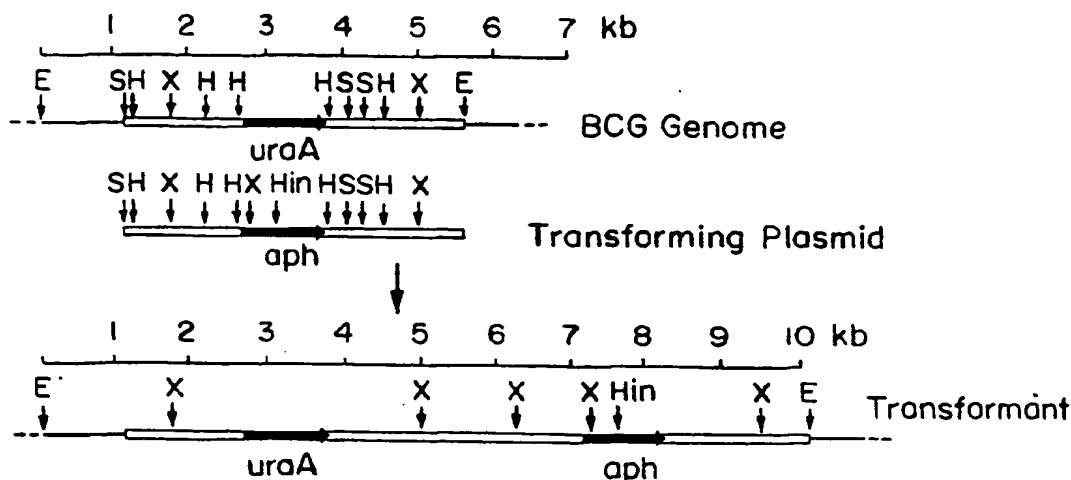 1 2 3 4 5 6 7 kb
E SH X H H HSSH X E
BCG Genome
uraA
SH X H HX Hin HSSH X
Transforming Plasmid
aph
1 2 3 4 5 6 7 8 9 10 kb
E X X X X Hin X E
Transformant
uraA aph